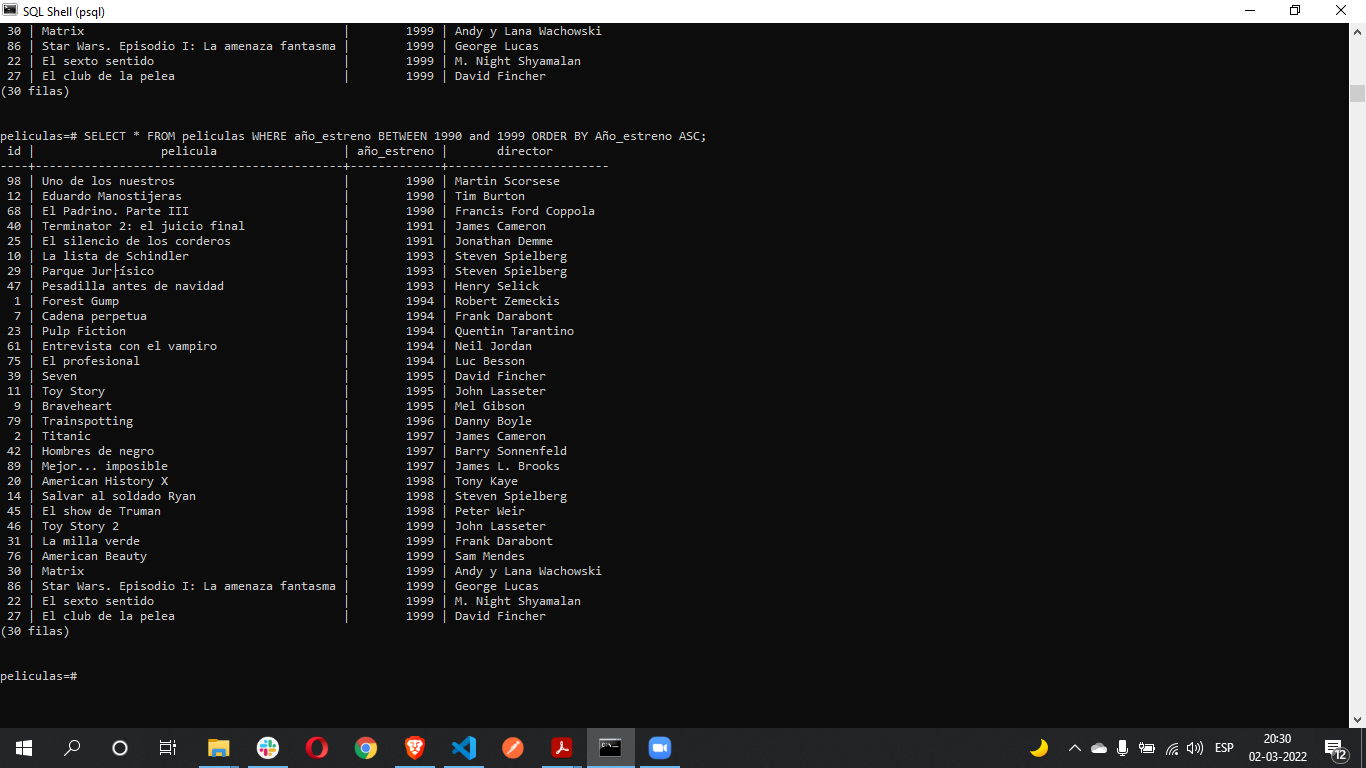 SQL Shell (psql)
30 | Matrix | 1999 | Andy y Lana Wachowski
86 | Star Wars. Episodio I: La amenaza fantasma | 1999 | George Lucas
22 | El sexto sentido | 1999 | M. Night Shyamalan
27 | El club de la pelea | 1999 | David Fincher
(30 filas)
peliculas=# SELECT * FROM peliculas WHERE año_estreno BETWEEN 1990 and 1999 ORDER BY Año_estreno ASC;
id | pelicula | año_estreno | director
----+--------------------------------------------+-------------+-----------------------
98 | Uno de los nuestros | 1990 | Martin Scorsese
12 | Eduardo Manostijeras | 1990 | Tim Burton
68 | El Padrino. Parte III | 1990 | Francis Ford Coppola
40 | Terminator 2: el juicio final | 1991 | James Cameron
25 | El silencio de los corderos | 1991 | Jonathan Demme
10 | La lista de Schindler | 1993 | Steven Spielberg
29 | Parque Jur├ísico | 1993 | Steven Spielberg
47 | Pesadilla antes de navidad | 1993 | Henry Selick
1 | Forest Gump | 1994 | Robert Zemeckis
7 | Cadena perpetua | 1994 | Frank Darabont
23 | Pulp Fiction | 1994 | Quentin Tarantino
61 | Entrevista con el vampiro | 1994 | Neil Jordan
75 | El profesional | 1994 | Luc Besson
39 | Seven | 1995 | David Fincher
11 | Toy Story | 1995 | John Lasseter
9 | Braveheart | 1995 | Mel Gibson
79 | Trainspotting | 1996 | Danny Boyle
2 | Titanic | 1997 | James Cameron
42 | Hombres de negro | 1997 | Barry Sonnenfeld
89 | Mejor... imposible | 1997 | James L. Brooks
20 | American History X | 1998 | Tony Kaye
14 | Salvar al soldado Ryan | 1998 | Steven Spielberg
45 | El show de Truman | 1998 | Peter Weir
46 | Toy Story 2 | 1999 | John Lasseter
31 | La milla verde | 1999 | Frank Darabont
76 | American Beauty | 1999 | Sam Mendes
30 | Matrix | 1999 | Andy y Lana Wachowski
86 | Star Wars. Episodio I: La amenaza fantasma | 1999 | George Lucas
22 | El sexto sentido | 1999 | M. Night Shyamalan
27 | El club de la pelea | 1999 | David Fincher
(30 filas)
peliculas=#
ESP
20:30
02-03-2022
12